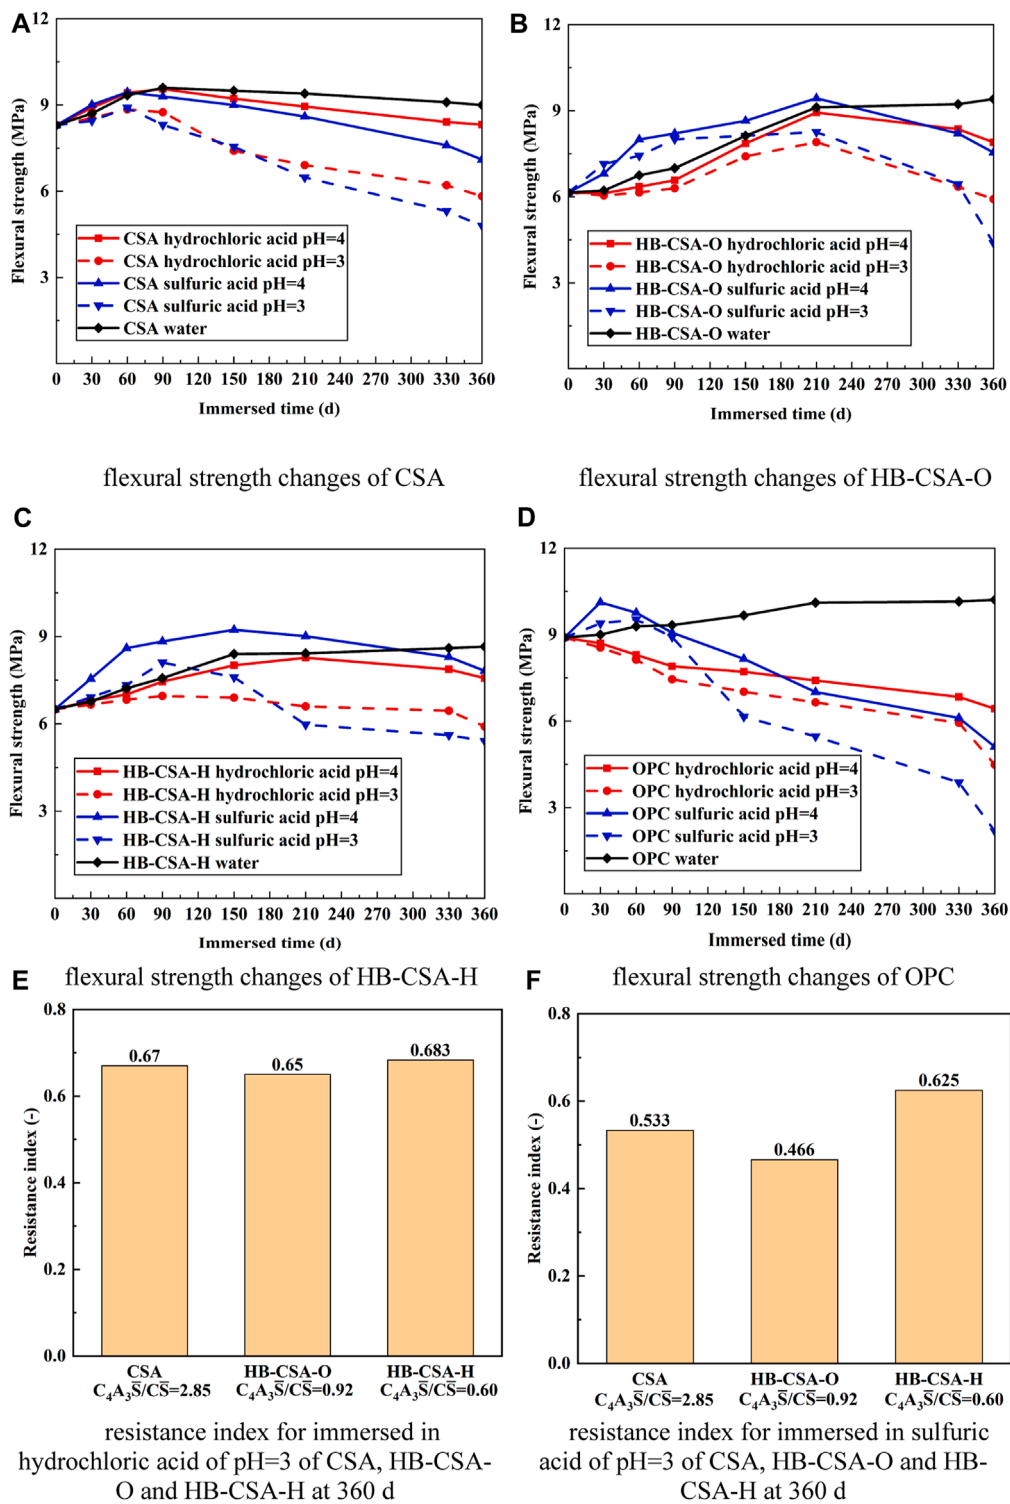 A
12
9
6
3
Flexural strength (MPa)
CSA hydrochloric acid pH=4
CSA hydrochloric acid pH=3
CSA sulfuric acid pH=4
CSA sulfuric acid pH=3
CSA water
0 30 60 90 120 150 180 210 240 270 300 330 360
Immersed time (d)
flexural strength changes of CSA
B
12
9
6
3
Flexural strength (MPa)
HB-CSA-O hydrochloric acid pH=4
HB-CSA-O hydrochloric acid pH=3
HB-CSA-O sulfuric acid pH=4
HB-CSA-O sulfuric acid pH=3
HB-CSA-O water
0 30 60 90 120 150 180 210 240 270 300 330 360
Immersed time (d)
flexural strength changes of HB-CSA-O
C
12
9
6
3
Flexural strength (MPa)
HB-CSA-H hydrochloric acid pH=4
HB-CSA-H hydrochloric acid pH=3
HB-CSA-H sulfuric acid pH=4
HB-CSA-H sulfuric acid pH=3
HB-CSA-H water
0 30 60 90 120 150 180 210 240 270 300 330 360
Immersed time (d)
flexural strength changes of HB-CSA-H
D
12
9
6
3
Flexural strength (MPa)
OPC hydrochloric acid pH=4
OPC hydrochloric acid pH=3
OPC sulfuric acid pH=4
OPC sulfuric acid pH=3
OPC water
0 30 60 90 120 150 180 210 240 270 300 330 360
Immersed time (d)
flexural strength changes of OPC
E
0.8
0.6
0.4
0.2
0.0
Resistance index (-)
0.67
0.65
0.683
CSA HB-CSA-O HB-CSA-H
C₄A₃S̅/CS̅=2.85 C₄A₃S̅/CS̅=0.92 C₄A₃S̅/CS̅=0.60
resistance index for immersed in
hydrochloric acid of pH=3 of CSA, HB-CSA-
O and HB-CSA-H at 360 d
F
0.8
0.6
0.4
0.2
0.0
Resistance index (-)
0.533
0.466
0.625
CSA HB-CSA-O HB-CSA-H
C₄A₃S̅/CS̅=2.85 C₄A₃S̅/CS̅=0.92 C₄A₃S̅/CS̅=0.60
resistance index for immersed in sulfuric
acid of pH=3 of CSA, HB-CSA-O and HB-
CSA-H at 360 d